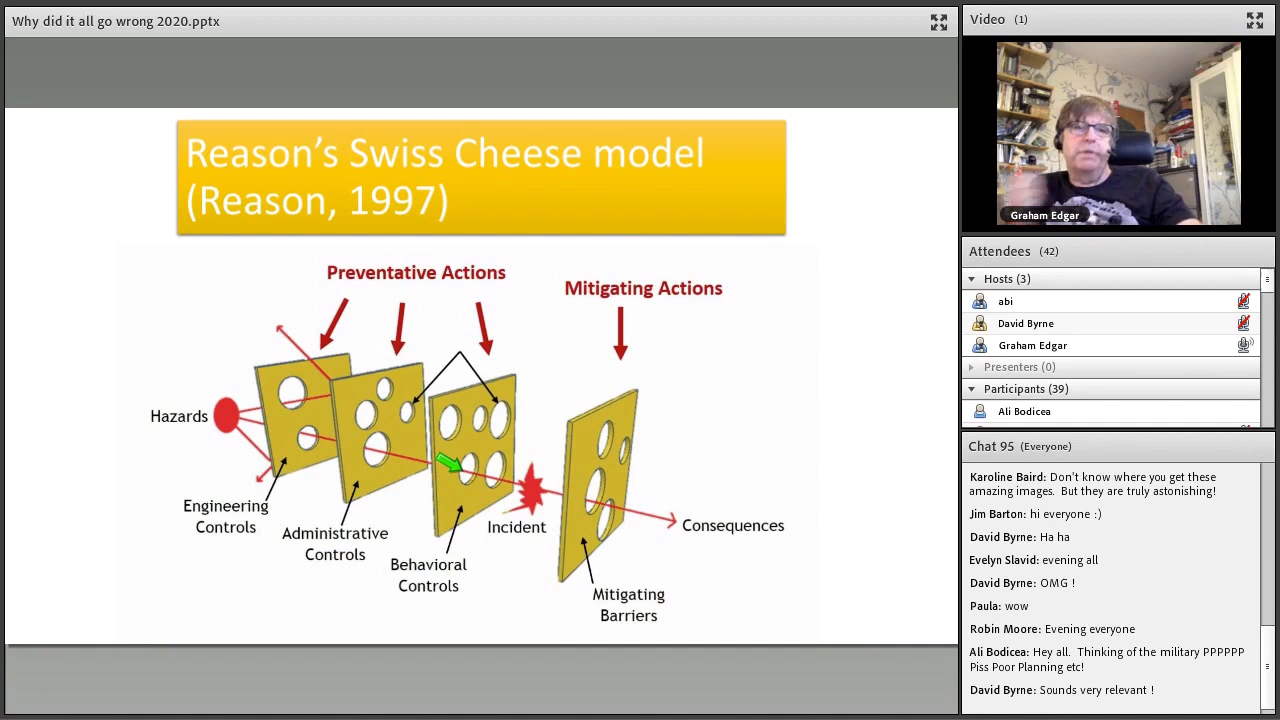 Why did it all go wrong 2020.pptx
Reason's Swiss Cheese model
(Reason, 1997)
Preventative Actions
Mitigating Actions
Hazards
Engineering
Controls
Administrative
Controls
Behavioral
Controls
Incident
Consequences
Mitigating
Barriers
Video (1)
Graham Edgar
Attendees (42)
Hosts (3)
abi
David Byrne
Graham Edgar
Presenters (0)
Participants (39)
Ali Bodicea
Chat 95 (Everyone)
Karoline Baird: Don't know where you get these
amazing images.  But they are truly astonishing!
Jim Barton: hi everyone :)
David Byrne: Ha ha
Evelyn Slavid: evening all
David Byrne: OMG !
Paula: wow
Robin Moore: Evening everyone
Ali Bodicea: Hey all.  Thinking of the military PPPPPP
Piss Poor Planning etc!
David Byrne: Sounds very relevant !